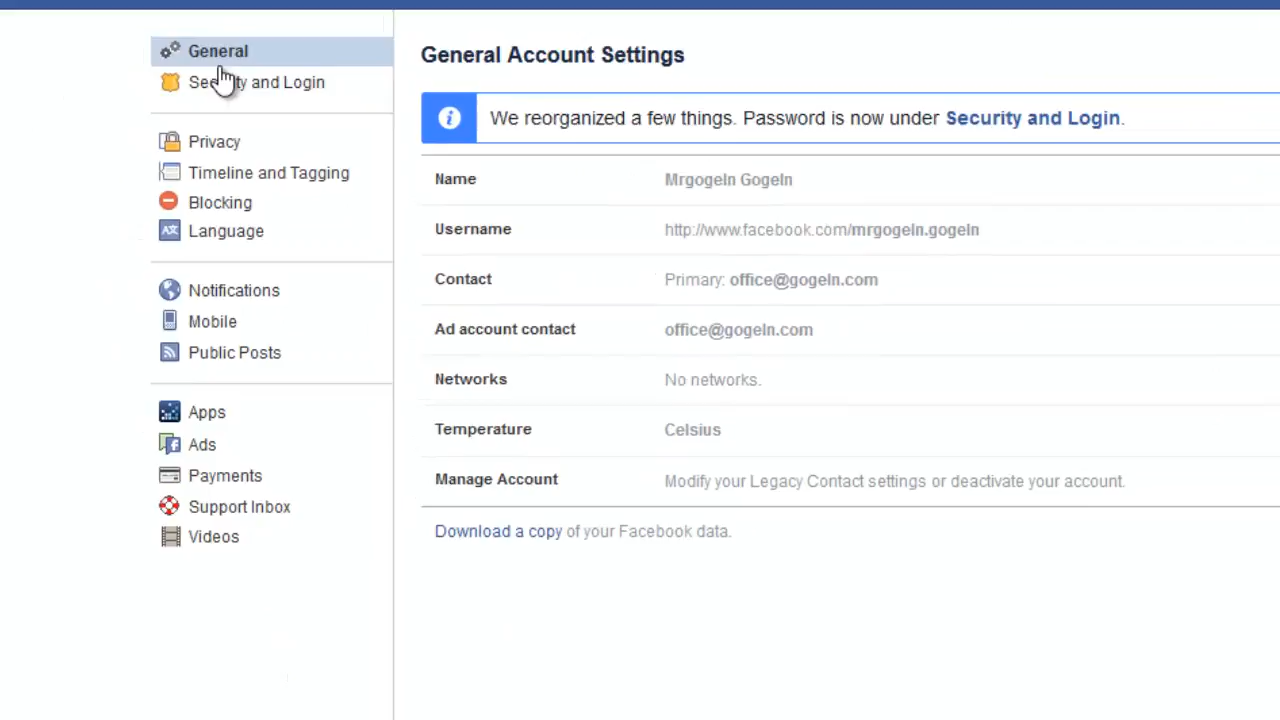 General
Security and Login
Privacy
Timeline and Tagging
Blocking
Language
Notifications
Mobile
Public Posts
Apps
Ads
Payments
Support Inbox
Videos
General Account Settings
We reorganized a few things. Password is now under Security and Login.
Name Mrgogeln Gogeln
Username http://www.facebook.com/mrgogeln.gogeln
Contact Primary: office@gogeln.com
Ad account contact office@gogeln.com
Networks No networks.
Temperature Celsius
Manage Account Modify your Legacy Contact settings or deactivate your account.
Download a copy of your Facebook data.